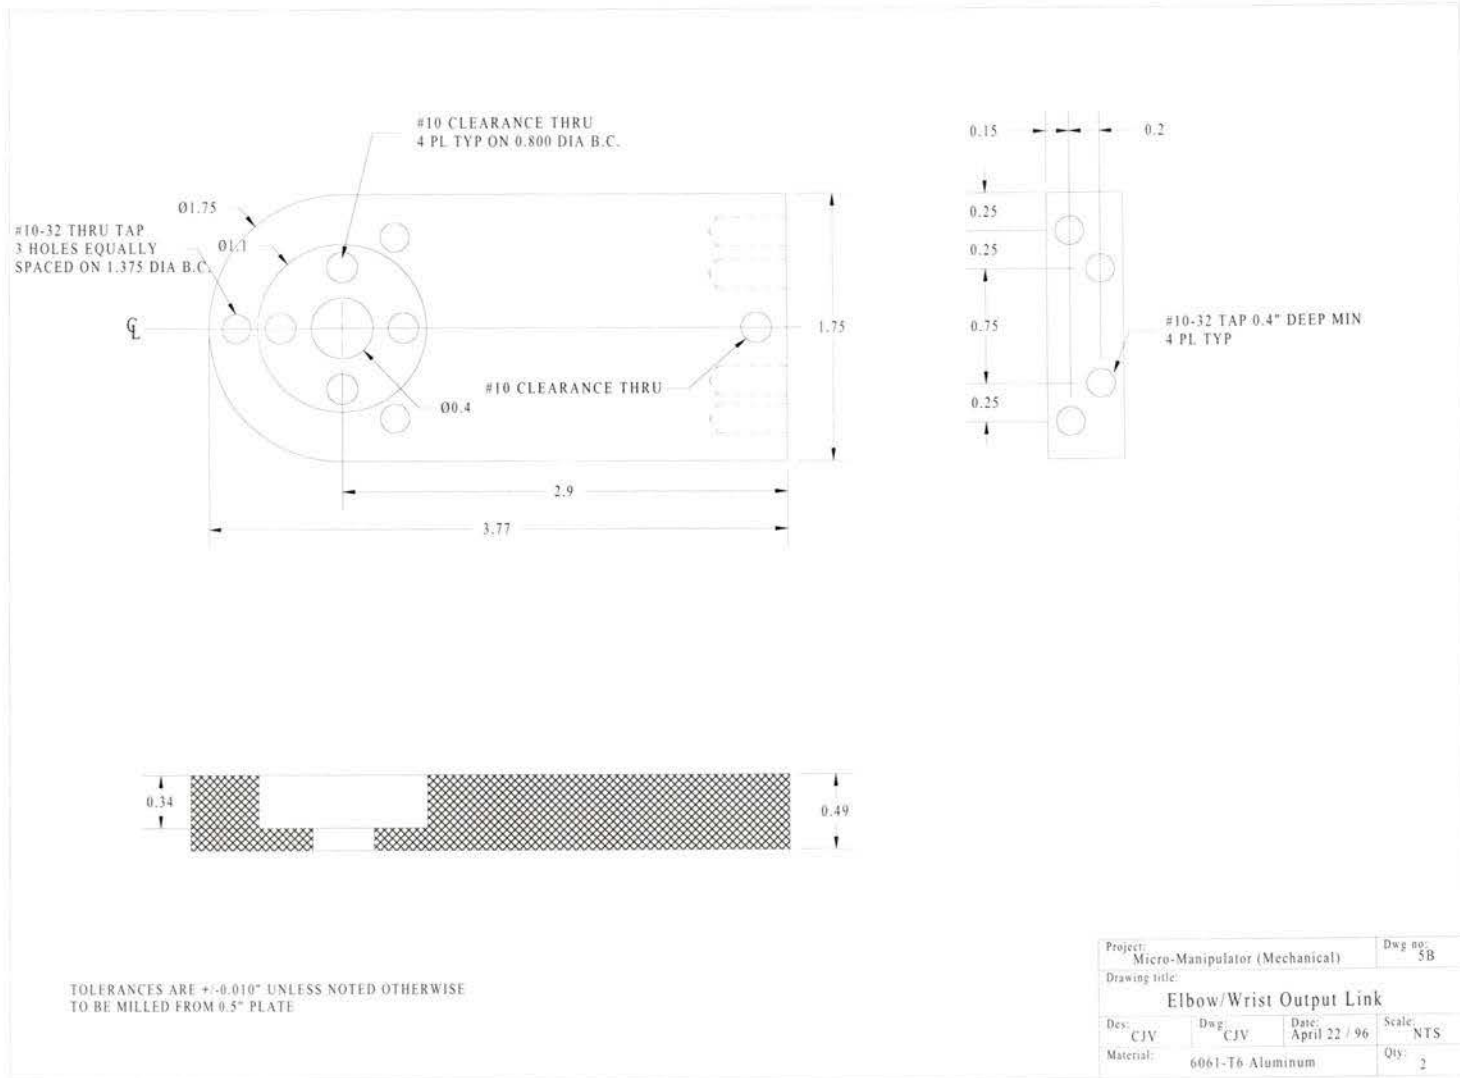 #10 CLEARANCE THRU
4 PL TYP ON 0.800 DIA B.C.
0.15
0.2
Ø1.75
0.25
#10-32 THRU TAP
3 HOLES EQUALLY
SPACED ON 1.375 DIA B.C.
Ø1.1
0.25
℄
1.75
0.75
#10-32 TAP 0.4" DEEP MIN
4 PL TYP
#10 CLEARANCE THRU
Ø0.4
0.25
2.9
3.77
0.34
0.49
TOLERANCES ARE +/-0.010" UNLESS NOTED OTHERWISE
TO BE MILLED FROM 0.5" PLATE
Project:
Micro-Manipulator (Mechanical)
Dwg no:
5B
Drawing title:
Elbow/Wrist Output Link
Des:
CJV
Dwg:
CJV
Date:
April 22 / 96
Scale:
NTS
Material:
6061-T6 Aluminum
Qty:
2